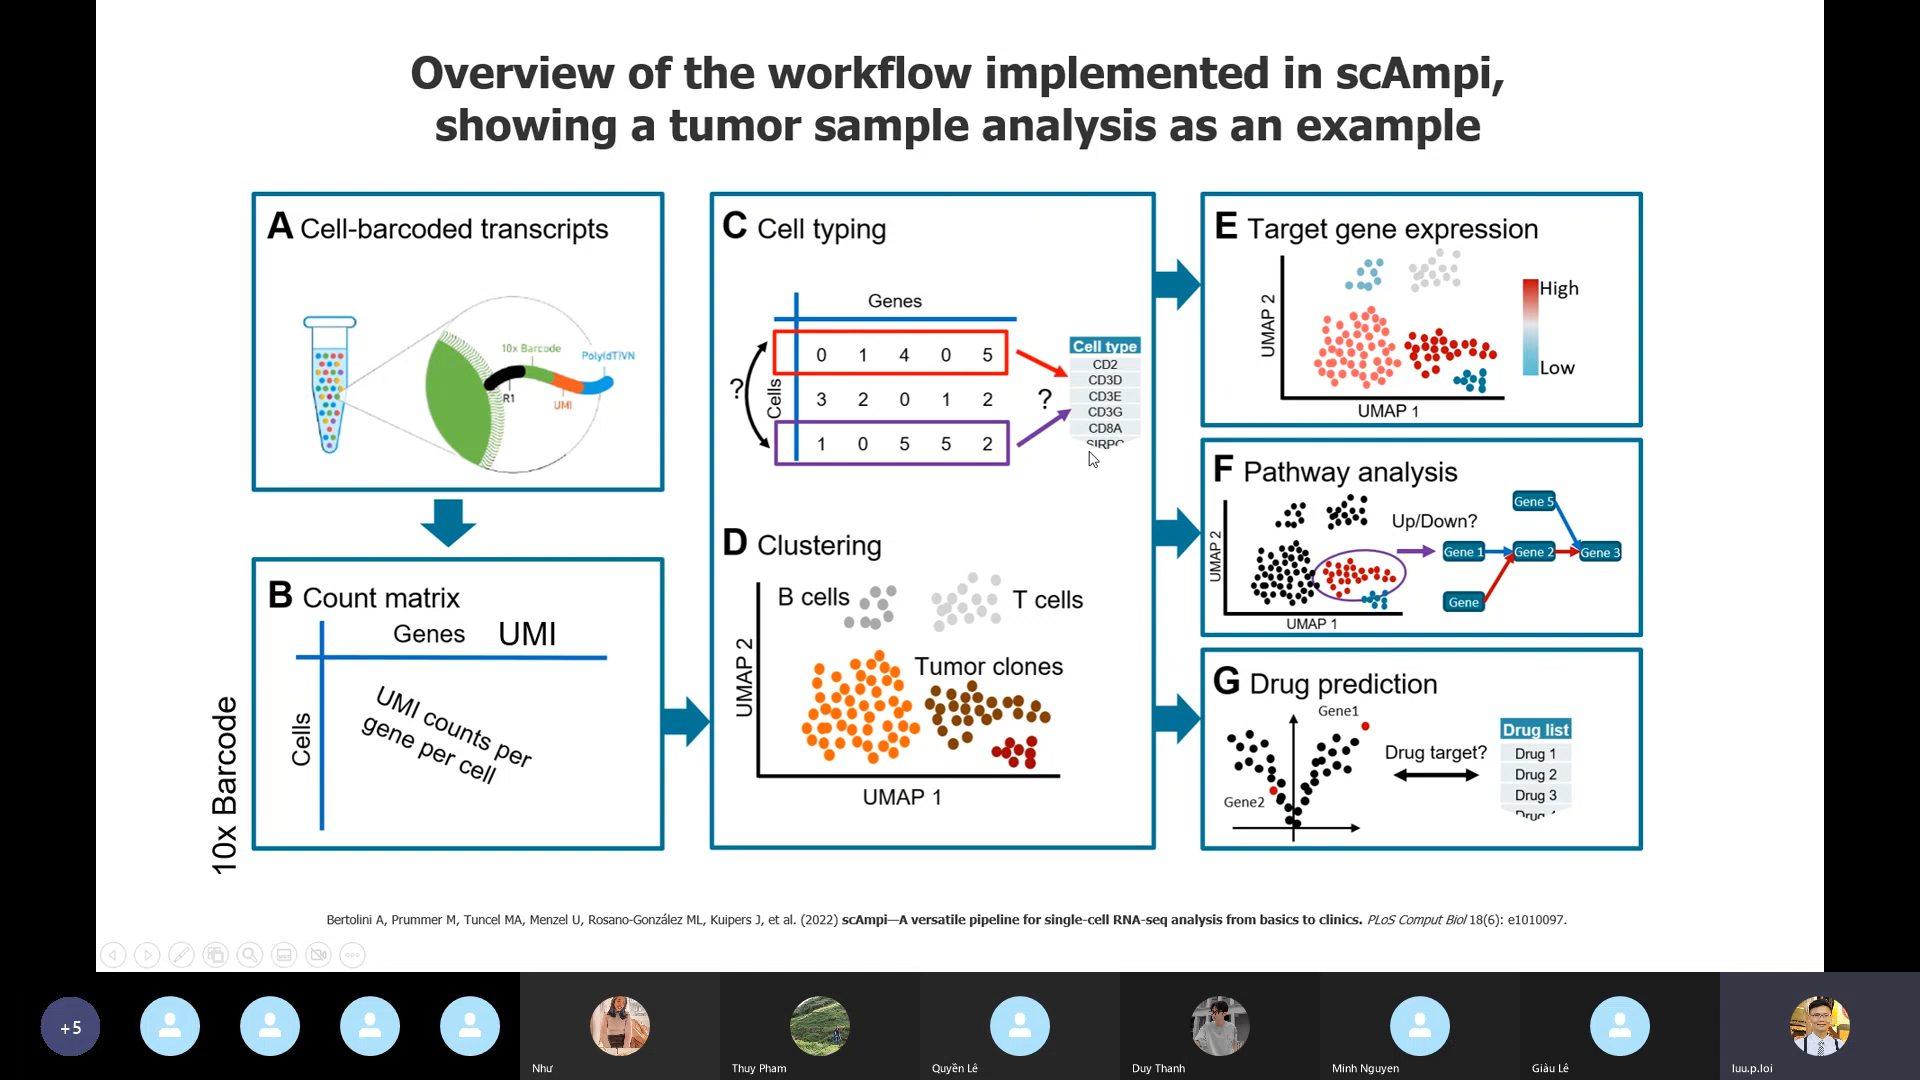 Overview of the workflow implemented in scAmpi,
showing a tumor sample analysis as an example
A Cell-barcoded transcripts
10x Barcode
Poly(dT)VN
R1
UMI
B Count matrix
Genes UMI
Cells
UMI counts per
gene per cell
10x Barcode
C Cell typing
Genes
Cells
0 1 4 0 5
3 2 0 1 2
1 0 5 5 2
?
?
Cell type
CD2
CD3D
CD3E
CD3G
CD8A
SIRPG
D Clustering
B cells
T cells
Tumor clones
UMAP 2
UMAP 1
E Target gene expression
High
Low
UMAP 2
UMAP 1
F Pathway analysis
Up/Down?
Gene 5
Gene 1
Gene 2
Gene 3
Gene
UMAP 2
UMAP 1
G Drug prediction
Gene1
Gene2
Drug target?
Drug list
Drug 1
Drug 2
Drug 3
Drug 4
Bertolini A, Prummer M, Tuncel MA, Menzel U, Rosano-González ML, Kuipers J, et al. (2022) scAmpi—A versatile pipeline for single-cell RNA-seq analysis from basics to clinics. PLoS Comput Biol 18(6): e1010097.
+5
Như
Thuy Pham
Quyền Lê
Duy Thanh
Minh Nguyen
Giàu Lê
luu.p.loi